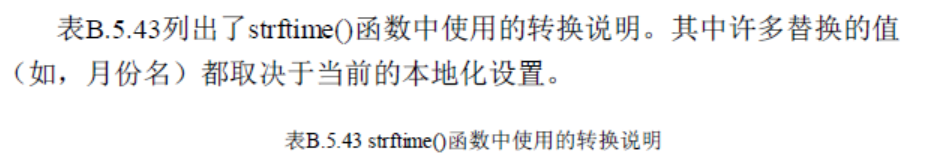 表B.5.43列出了strftime()函数中使用的转换说明。其中许多替换的值
（如，月份名）都取决于当前的本地化设置。
表B.5.43 strftime()函数中使用的转换说明